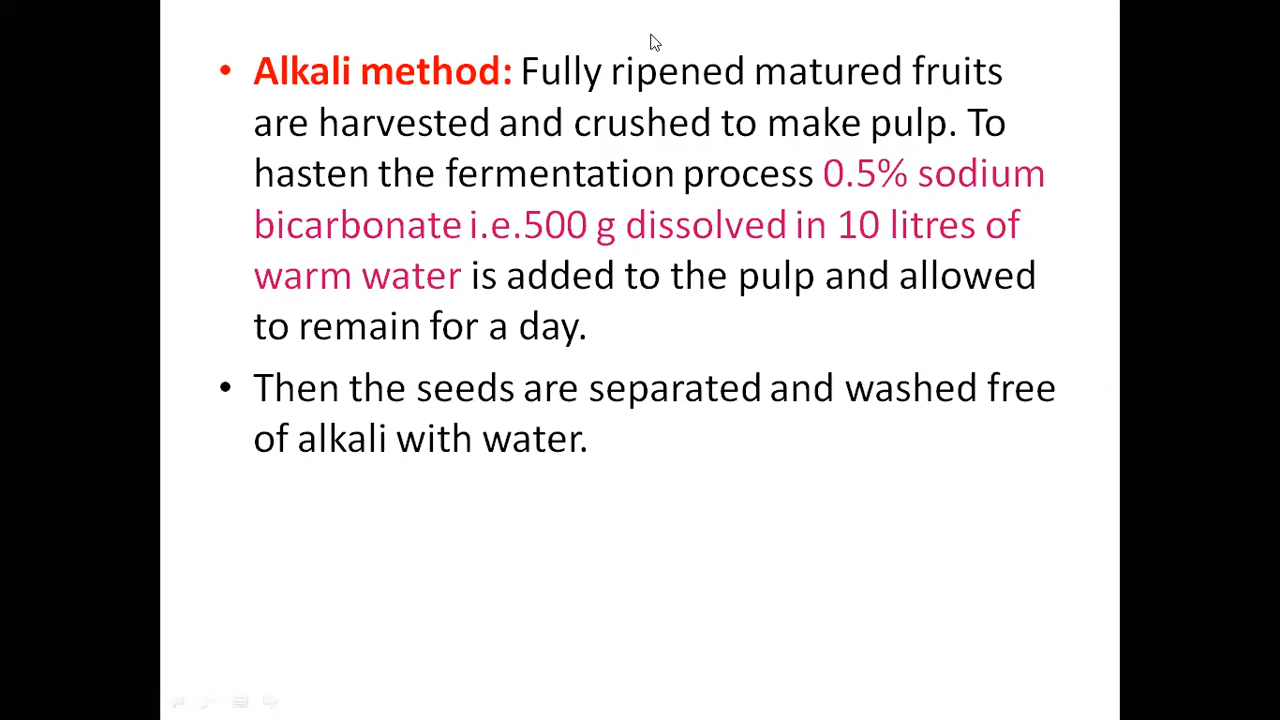 • Alkali method: Fully ripened matured fruits
are harvested and crushed to make pulp. To
hasten the fermentation process 0.5% sodium
bicarbonate i.e.500 g dissolved in 10 litres of
warm water is added to the pulp and allowed
to remain for a day.
• Then the seeds are separated and washed free
of alkali with water.